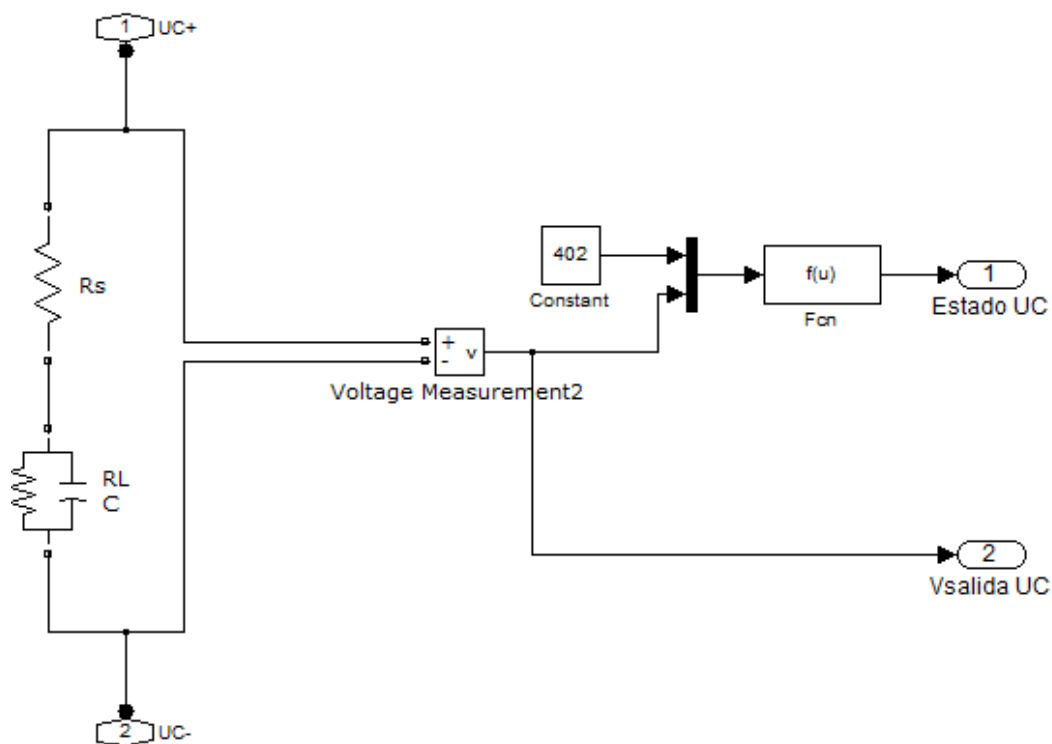 1
UC+
Rs
RL
C
+
-
v
Voltage Measurement2
402
Constant
f(u)
Fcn
1
Estado UC
2
Vsalida UC
2
UC-